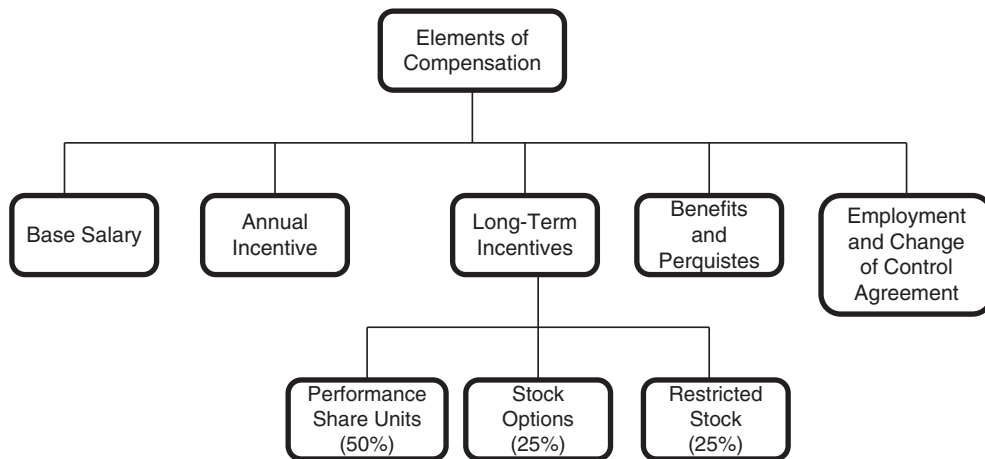 Elements of
Compensation
Base Salary
Annual
Incentive
Long-Term
Incentives
Benefits
and
Perquistes
Employment
and Change
of Control
Agreement
Performance
Share Units
(50%)
Stock
Options
(25%)
Restricted
Stock
(25%)